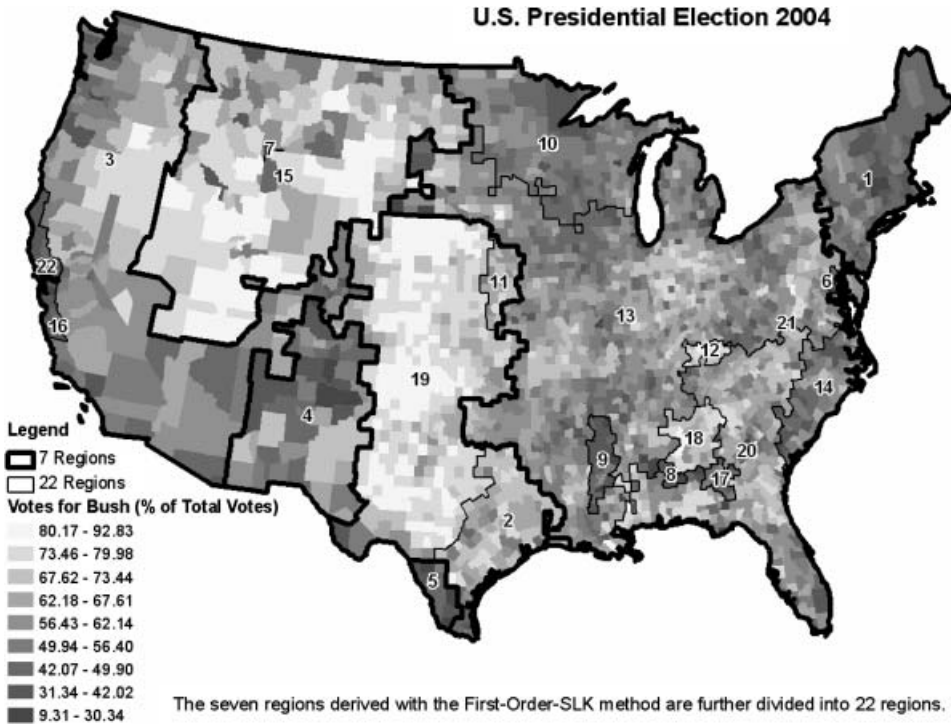 U.S. Presidential Election 2004
10
7
3
15
1
22
11
6
16
13
21
12
19
14
4
18
9
20
8
17
2
5
Legend
7 Regions
22 Regions
Votes for Bush (% of Total Votes)
80.17 - 92.83
73.46 - 79.98
67.62 - 73.44
62.18 - 67.61
56.43 - 62.14
49.94 - 56.40
42.07 - 49.90
31.34 - 42.02
9.31 - 30.34
The seven regions derived with the First-Order-SLK method are further divided into 22 regions.